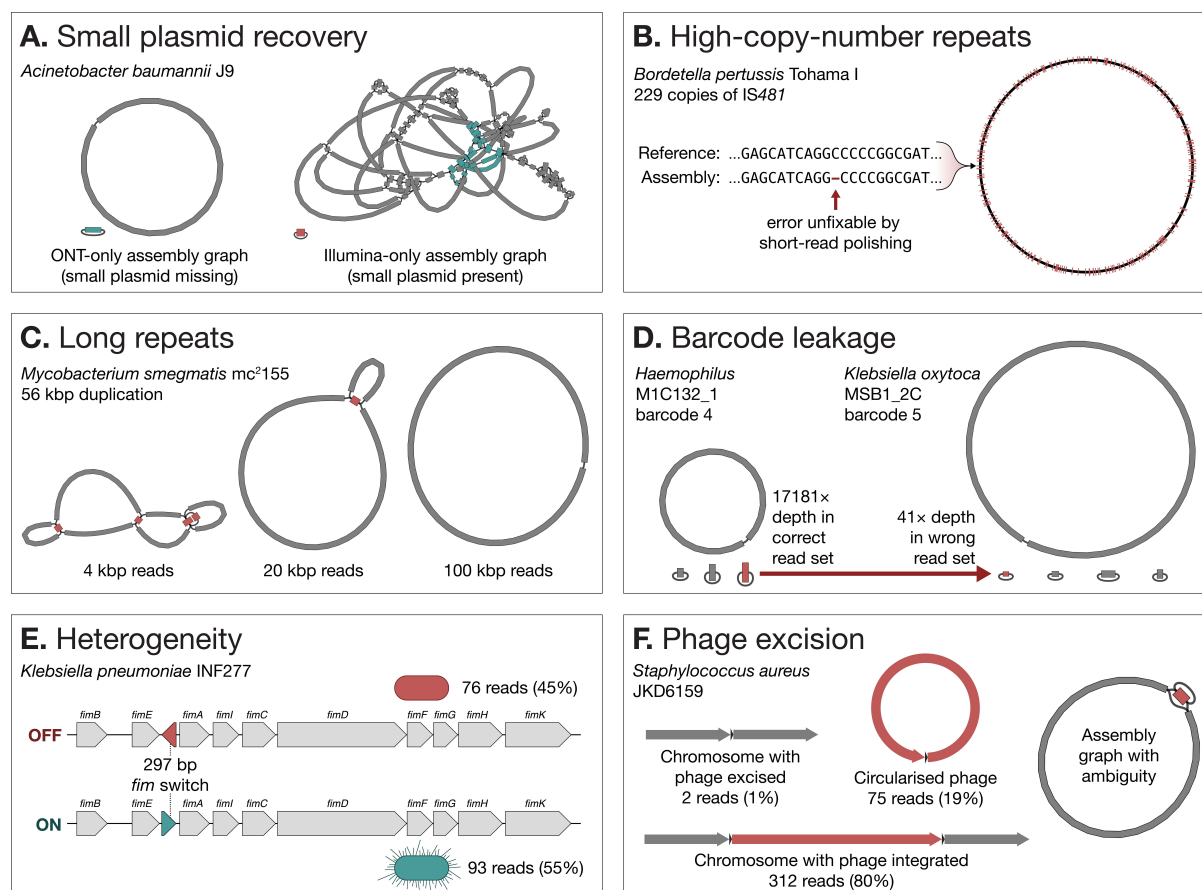 A. Small plasmid recovery
Acinetobacter baumannii J9
ONT-only assembly graph
(small plasmid missing)
Illumina-only assembly graph
(small plasmid present)
B. High-copy-number repeats
Bordetella pertussis Tohama I
229 copies of IS481
Reference: ...GAGCATCAGGCCCCCGGCGAT...
Assembly: ...GAGCATCAGG–CCCCGGCGAT...
error unfixable by
short-read polishing
C. Long repeats
Mycobacterium smegmatis mc²155
56 kbp duplication
4 kbp reads
20 kbp reads
100 kbp reads
D. Barcode leakage
Haemophilus
M1C132_1
barcode 4
Klebsiella oxytoca
MSB1_2C
barcode 5
17181×
depth in
correct
read set
41× depth
in wrong
read set
E. Heterogeneity
Klebsiella pneumoniae INF277
76 reads (45%)
fimB fimE fimA fimI fimC fimD fimF fimG fimH fimK
OFF
297 bp
fim switch
fimB fimE fimA fimI fimC fimD fimF fimG fimH fimK
ON
93 reads (55%)
F. Phage excision
Staphylococcus aureus
JKD6159
Chromosome with
phage excised
2 reads (1%)
Circularised phage
75 reads (19%)
Assembly
graph with
ambiguity
Chromosome with phage integrated
312 reads (80%)